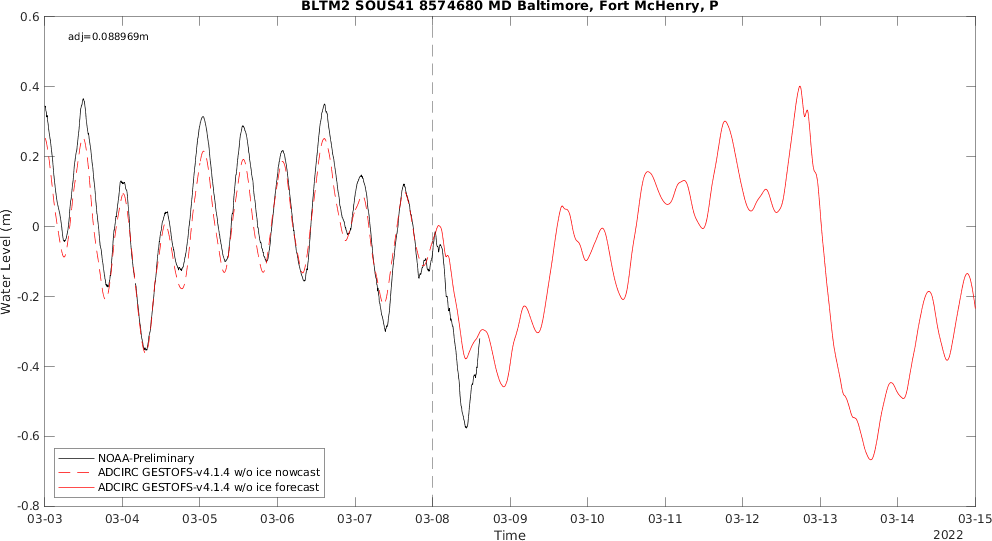 BLTM2 SOUS41 8574680 MD Baltimore, Fort McHenry, P
adj=0.088969m
0.6
0.4
0.2
0
-0.2
-0.4
-0.6
-0.8
Water Level (m)
NOAA-Preliminary
ADCIRC GESTOFS-v4.1.4 w/o ice nowcast
ADCIRC GESTOFS-v4.1.4 w/o ice forecast
03-03 03-04 03-05 03-06 03-07 03-08 03-09 03-10 03-11 03-12 03-13 03-14 03-15
Time
2022